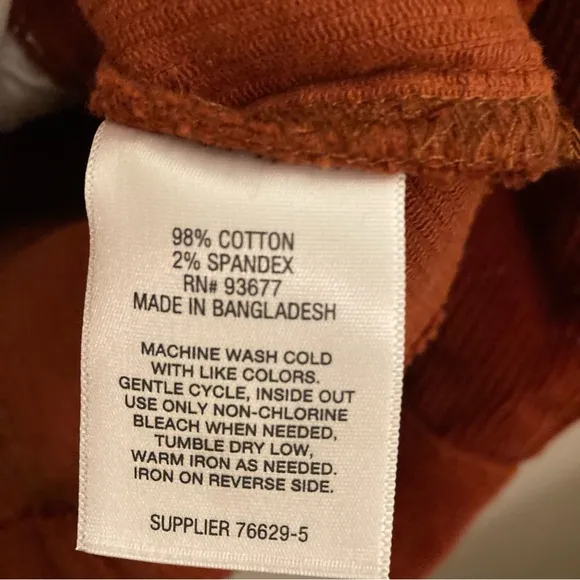 98% COTTON
2% SPANDEX
RN# 93677
MADE IN BANGLADESH
MACHINE WASH COLD
WITH LIKE COLORS.
GENTLE CYCLE, INSIDE OUT
USE ONLY NON-CHLORINE
BLEACH WHEN NEEDED,
TUMBLE DRY LOW,
WARM IRON AS NEEDED.
IRON ON REVERSE SIDE.
SUPPLIER 76629-5